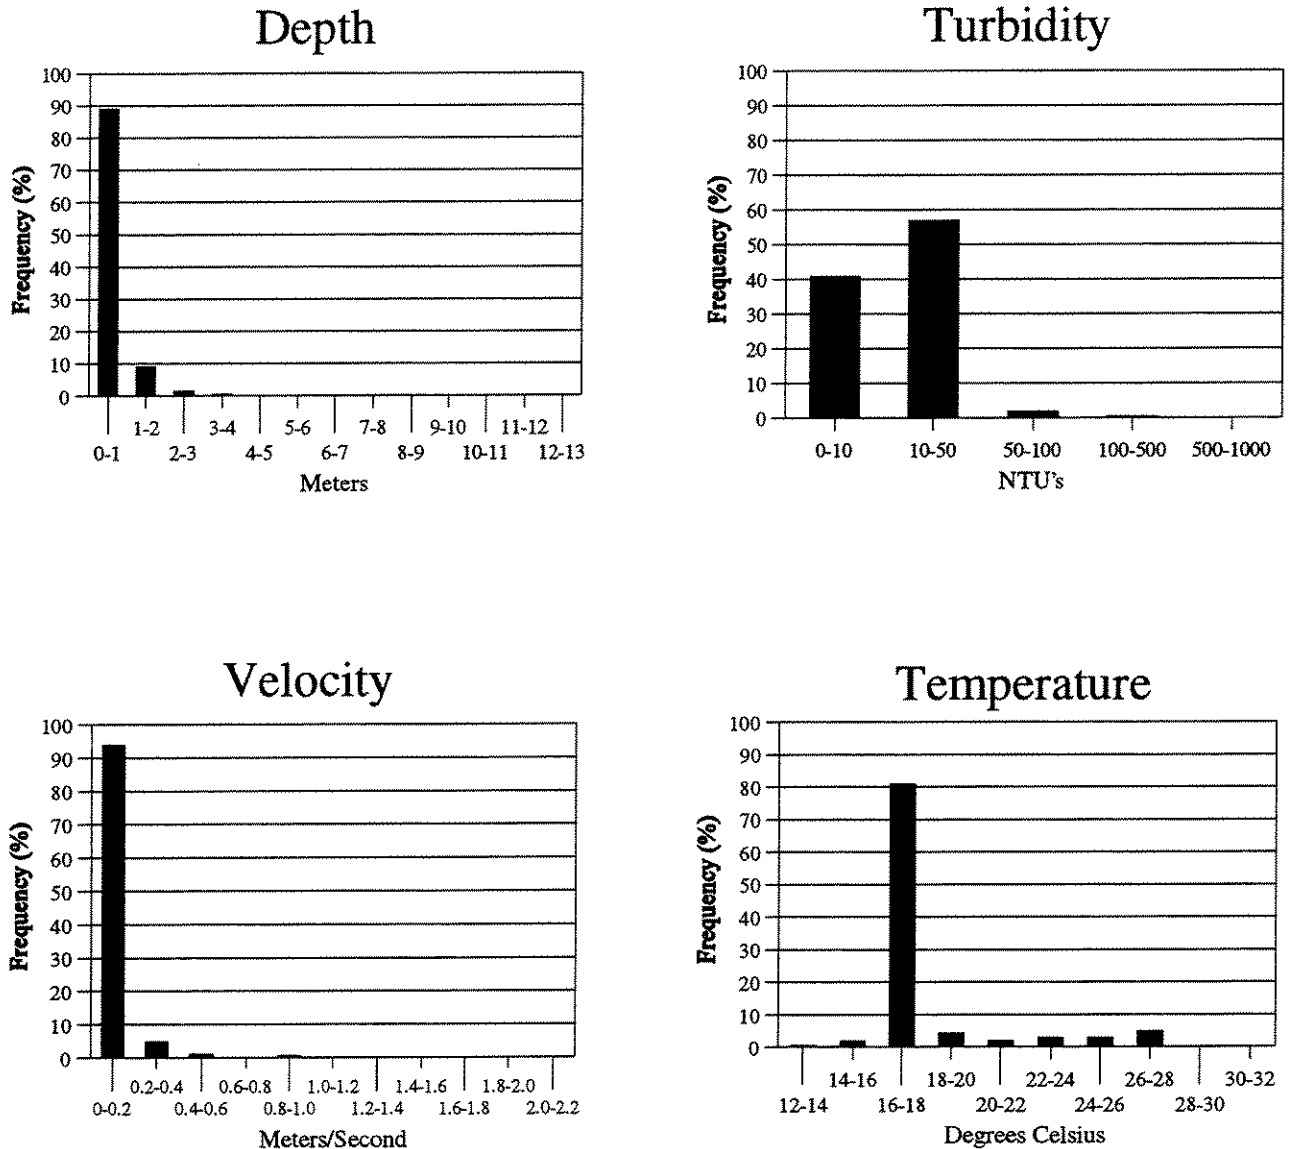 Depth
100
90
80
70
60
50
40
30
20
10
0
Frequency (%)
1-2 3-4 5-6 7-8 9-10 11-12
0-1 2-3 4-5 6-7 8-9 10-11 12-13
Meters
Turbidity
100
90
80
70
60
50
40
30
20
10
0
Frequency (%)
0-10 10-50 50-100 100-500 500-1000
NTU's
Velocity
100
90
80
70
60
50
40
30
20
10
0
Frequency (%)
0.2-0.4 0.6-0.8 1.0-1.2 1.4-1.6 1.8-2.0
0-0.2 0.4-0.6 0.8-1.0 1.2-1.4 1.6-1.8 2.0-2.2
Meters/Second
Temperature
100
90
80
70
60
50
40
30
20
10
0
Frequency (%)
14-16 18-20 22-24 26-28 30-32
12-14 16-18 20-22 24-26 28-30
Degrees Celsius